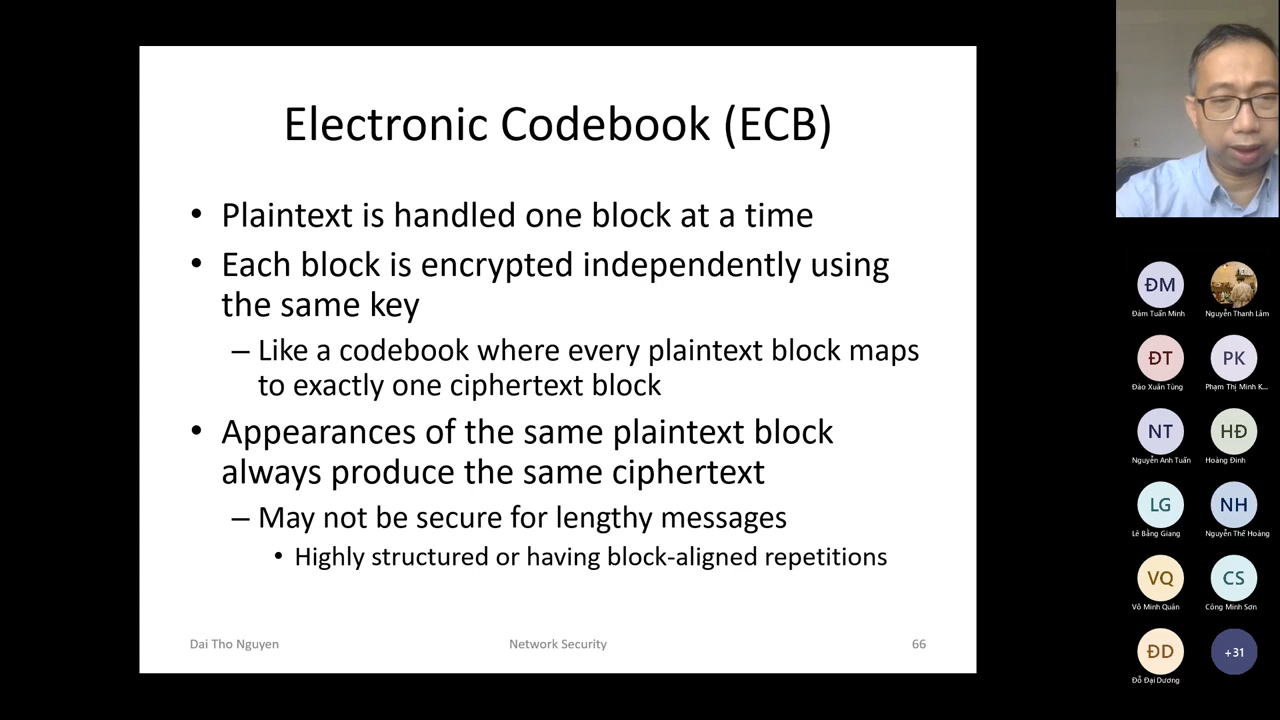 Electronic Codebook (ECB)
• Plaintext is handled one block at a time
• Each block is encrypted independently using
the same key
– Like a codebook where every plaintext block maps
to exactly one ciphertext block
• Appearances of the same plaintext block
always produce the same ciphertext
– May not be secure for lengthy messages
• Highly structured or having block-aligned repetitions
Dai Tho Nguyen
Network Security
66
ĐM
Đàm Tuấn Minh
Nguyễn Thanh Lâm
ĐT
Đào Xuân Tùng
PK
Phạm Thị Minh K...
NT
Nguyễn Anh Tuấn
HĐ
Hoàng Đinh
LG
Lê Bằng Giang
NH
Nguyễn Thế Hoàng
VQ
Võ Minh Quân
CS
Công Minh Sơn
ĐD
Đỗ Đại Dương
+31